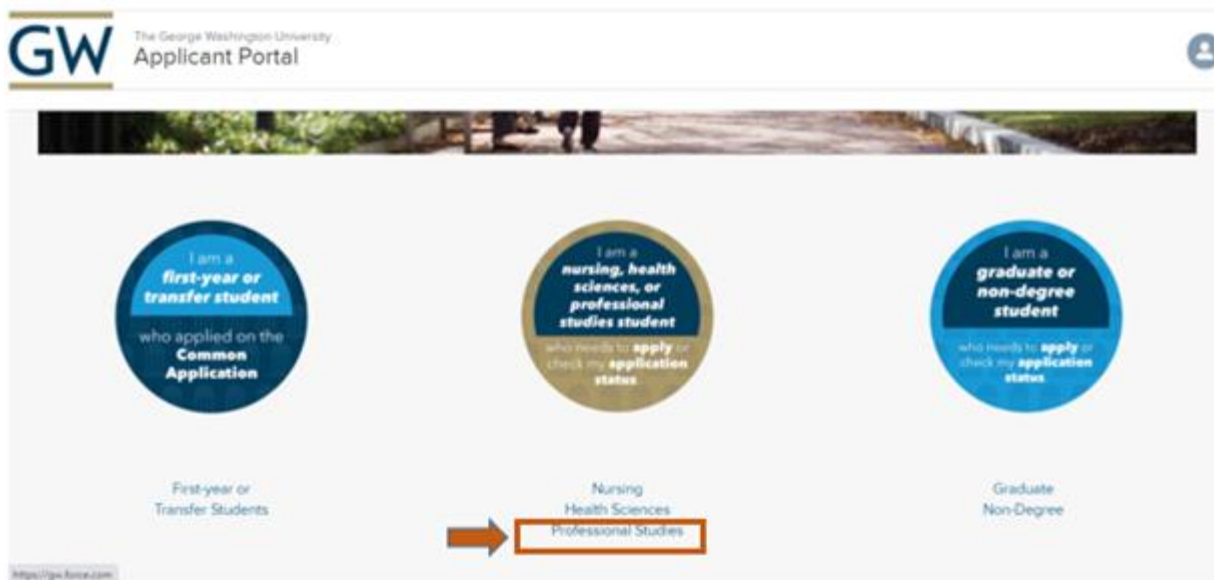 GW
The George Washington University
Applicant Portal
I am a
first-year or
transfer student
who applied on the
Common
Application
I am a
nursing, health
sciences, or
professional
studies student
who needs to apply or
check my application
status
I am a
graduate or
non-degree
student
who needs to apply or
check my application
status
First-year or
Transfer Students
Nursing
Health Sciences
Professional Studies
Graduate
Non-Degree
https://gw.force.com